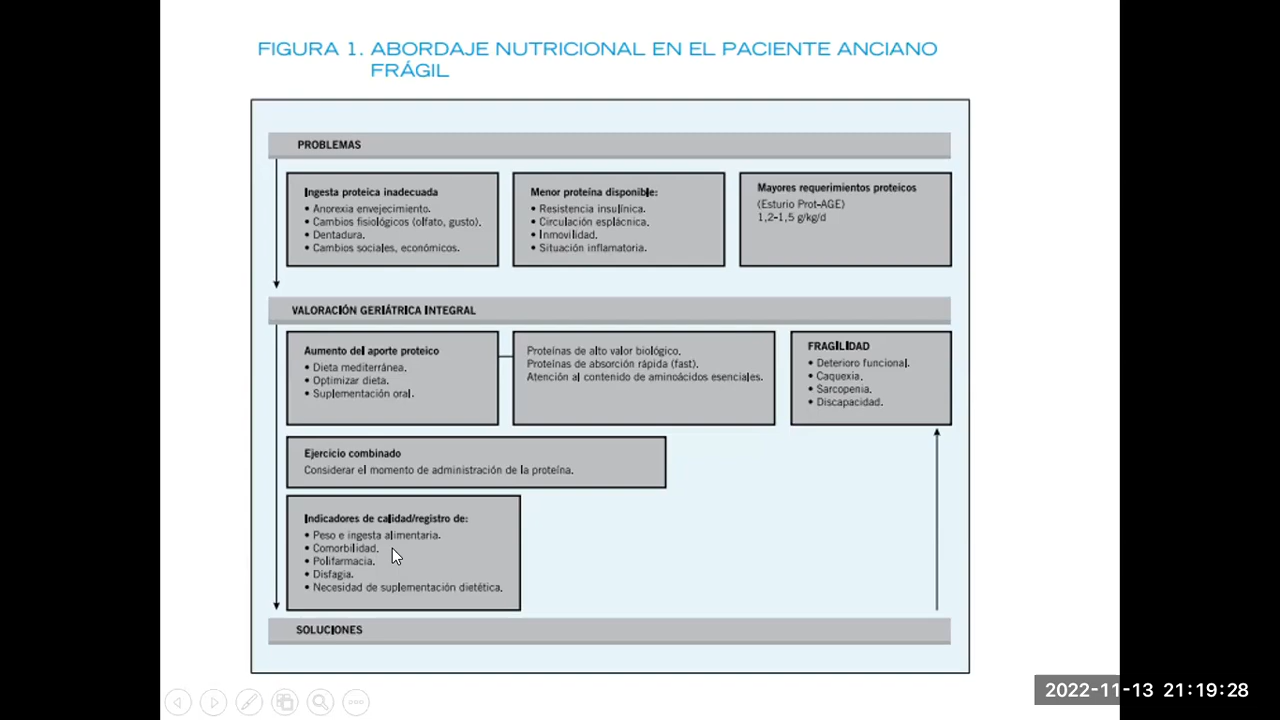 FIGURA 1. ABORDAJE NUTRICIONAL EN EL PACIENTE ANCIANO
FRÁGIL
PROBLEMAS
Ingesta proteica inadecuada
• Anorexia envejecimiento.
• Cambios fisiológicos (olfato, gusto).
• Dentadura.
• Cambios sociales, económicos.
Menor proteína disponible:
• Resistencia insulínica.
• Circulación esplácnica.
• Inmovilidad.
• Situación inflamatoria.
Mayores requerimientos proteicos
(Esturio Prot-AGE)
1,2-1,5 g/kg/d
VALORACIÓN GERIÁTRICA INTEGRAL
Aumento del aporte proteico
• Dieta mediterránea.
• Optimizar dieta.
• Suplementación oral.
Proteínas de alto valor biológico.
Proteínas de absorción rápida (fast).
Atención al contenido de aminoácidos esenciales.
FRAGILIDAD
• Deterioro funcional.
• Caquexia.
• Sarcopenia.
• Discapacidad.
Ejercicio combinado
Considerar el momento de administración de la proteína.
Indicadores de calidad/registro de:
• Peso e ingesta alimentaria.
• Comorbilidad.
• Polifarmacia.
• Disfagia.
• Necesidad de suplementación dietética.
SOLUCIONES
2022-11-13 21:19:28